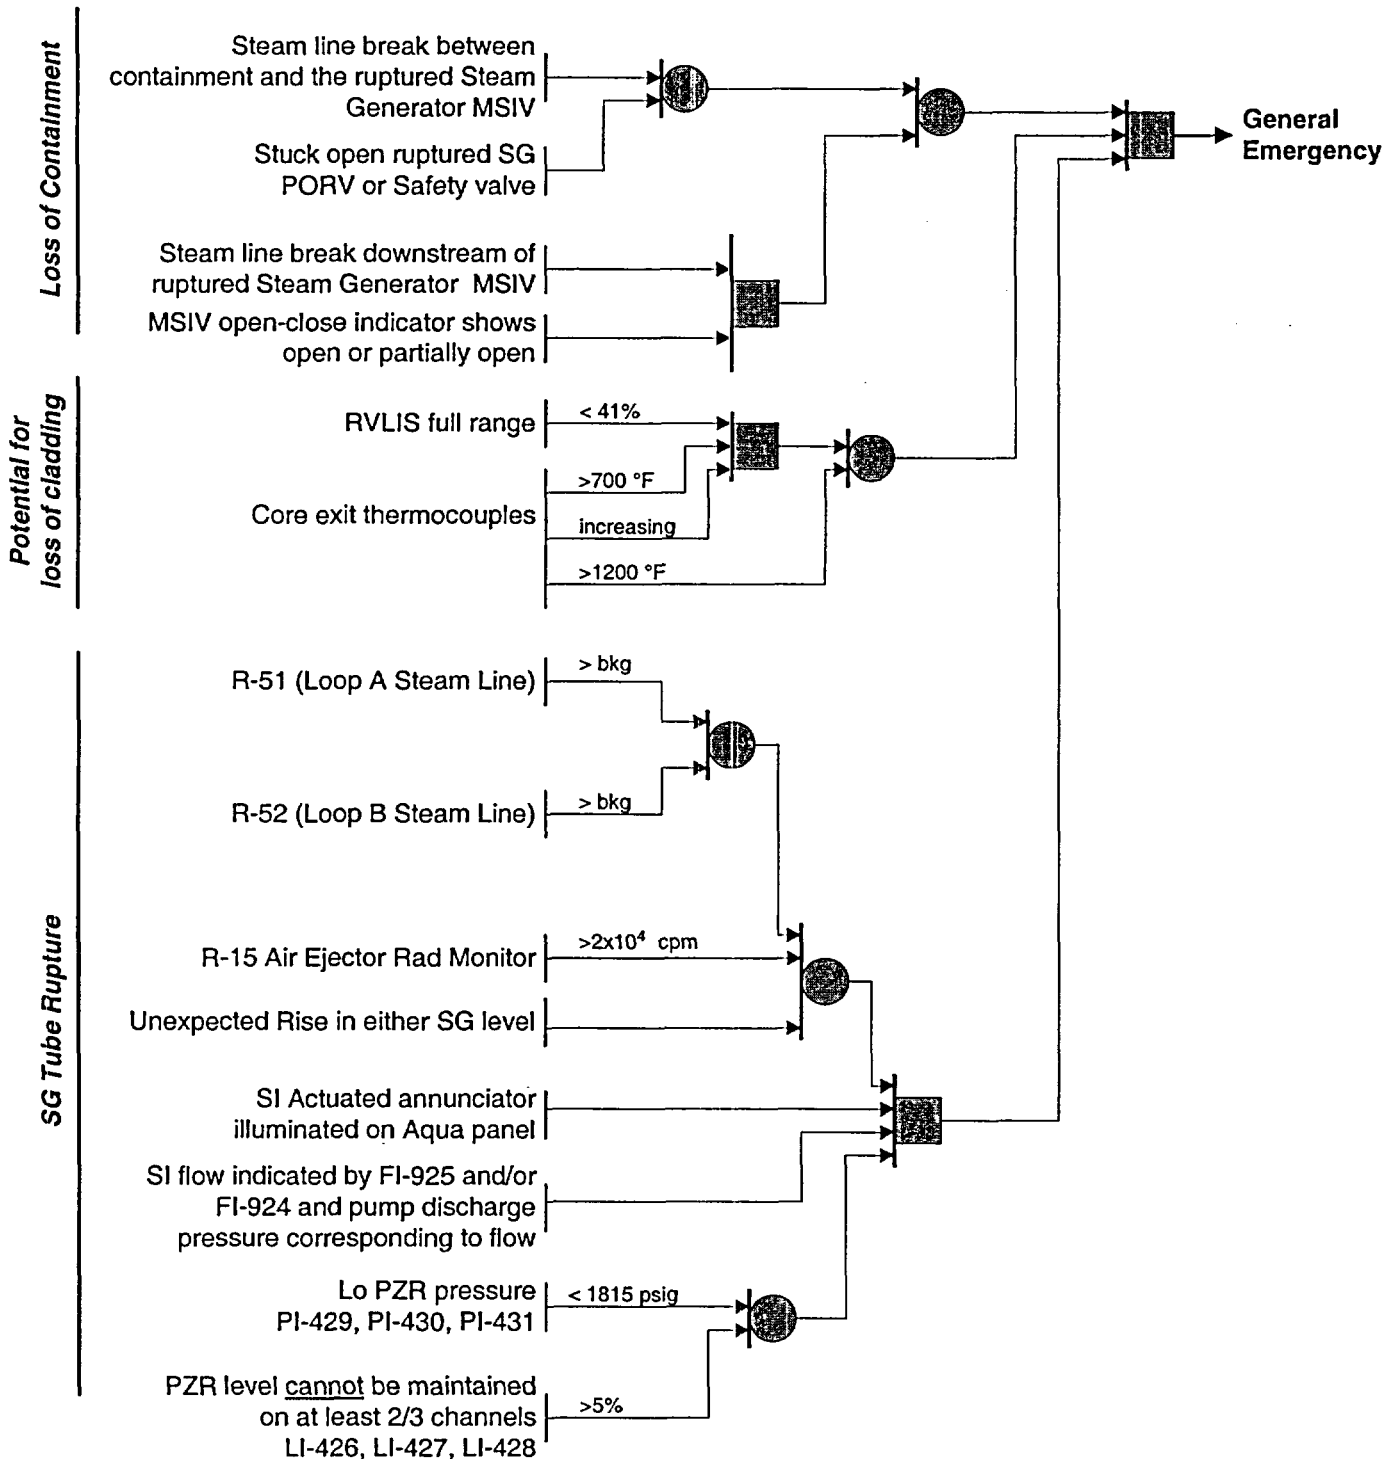 Loss of Containment
Steam line break between
containment and the ruptured Steam
Generator MSIV
Stuck open ruptured SG
PORV or Safety valve
Steam line break downstream of
ruptured Steam Generator MSIV
MSIV open-close indicator shows
open or partially open
General
Emergency
Potential for
loss of cladding
RVLIS full range
< 41%
Core exit thermocouples
>700 °F
increasing
>1200 °F
SG Tube Rupture
R-51 (Loop A Steam Line)
> bkg
R-52 (Loop B Steam Line)
> bkg
R-15 Air Ejector Rad Monitor
>2x10⁴ cpm
Unexpected Rise in either SG level
SI Actuated annunciator
illuminated on Aqua panel
SI flow indicated by FI-925 and/or
FI-924 and pump discharge
pressure corresponding to flow
Lo PZR pressure
PI-429, PI-430, PI-431
< 1815 psig
PZR level cannot be maintained
on at least 2/3 channels
LI-426, LI-427, LI-428
>5%